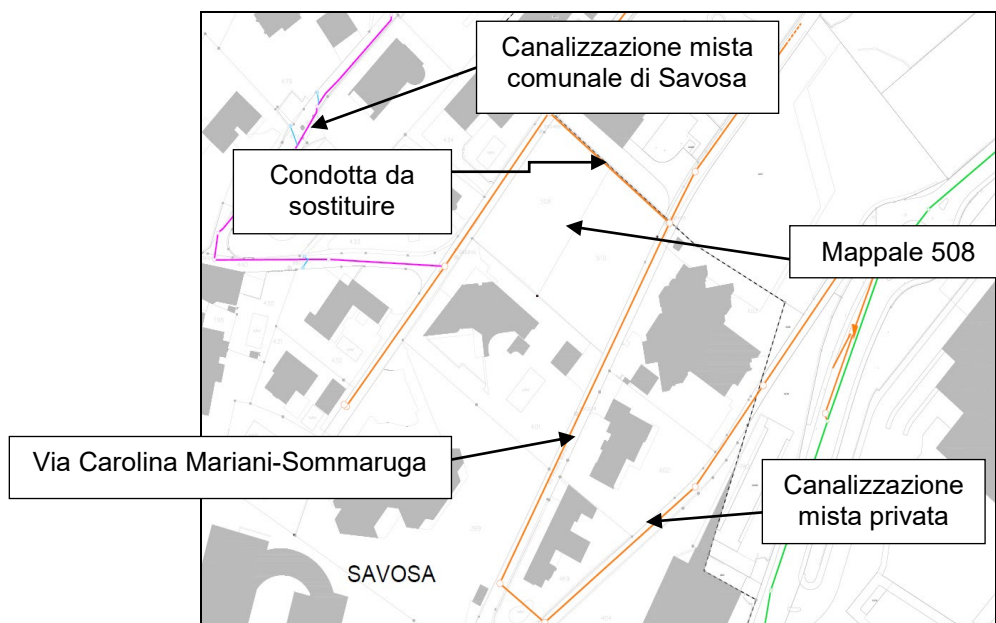 Canalizzazione mista
comunale di Savosa
Condotta da
sostituire
Mappale 508
Via Carolina Mariani-Sommaruga
Canalizzazione
mista privata
SAVOSA